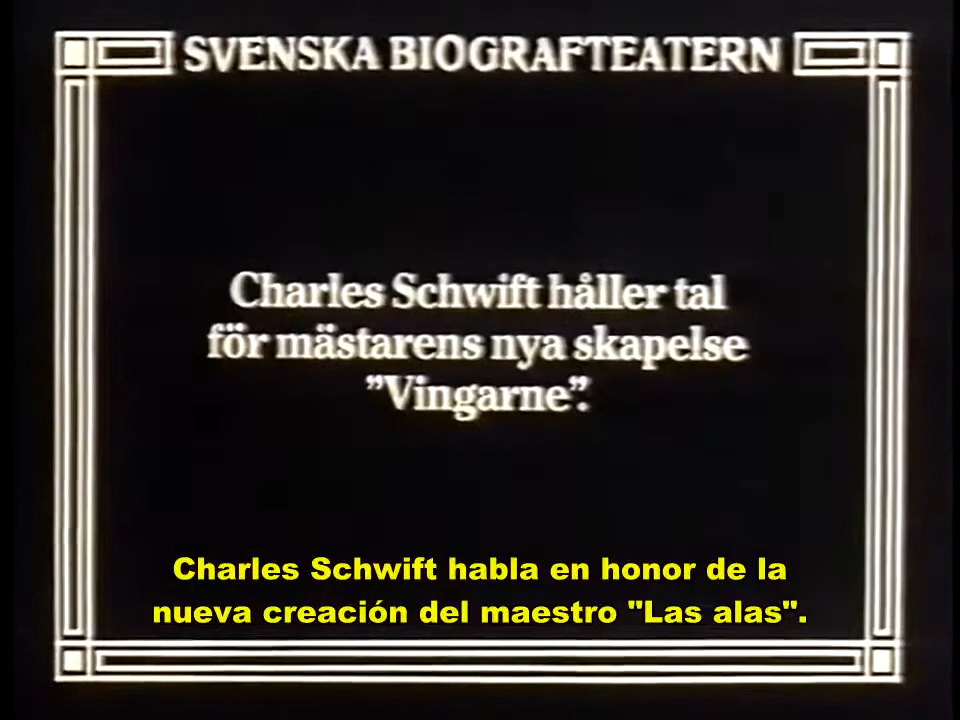 SVENSKA BIOGRAFTEATERN
Charles Schwift håller tal
för mästarens nya skapelse
”Vingarne”.
Charles Schwift habla en honor de la
nueva creación del maestro "Las alas".